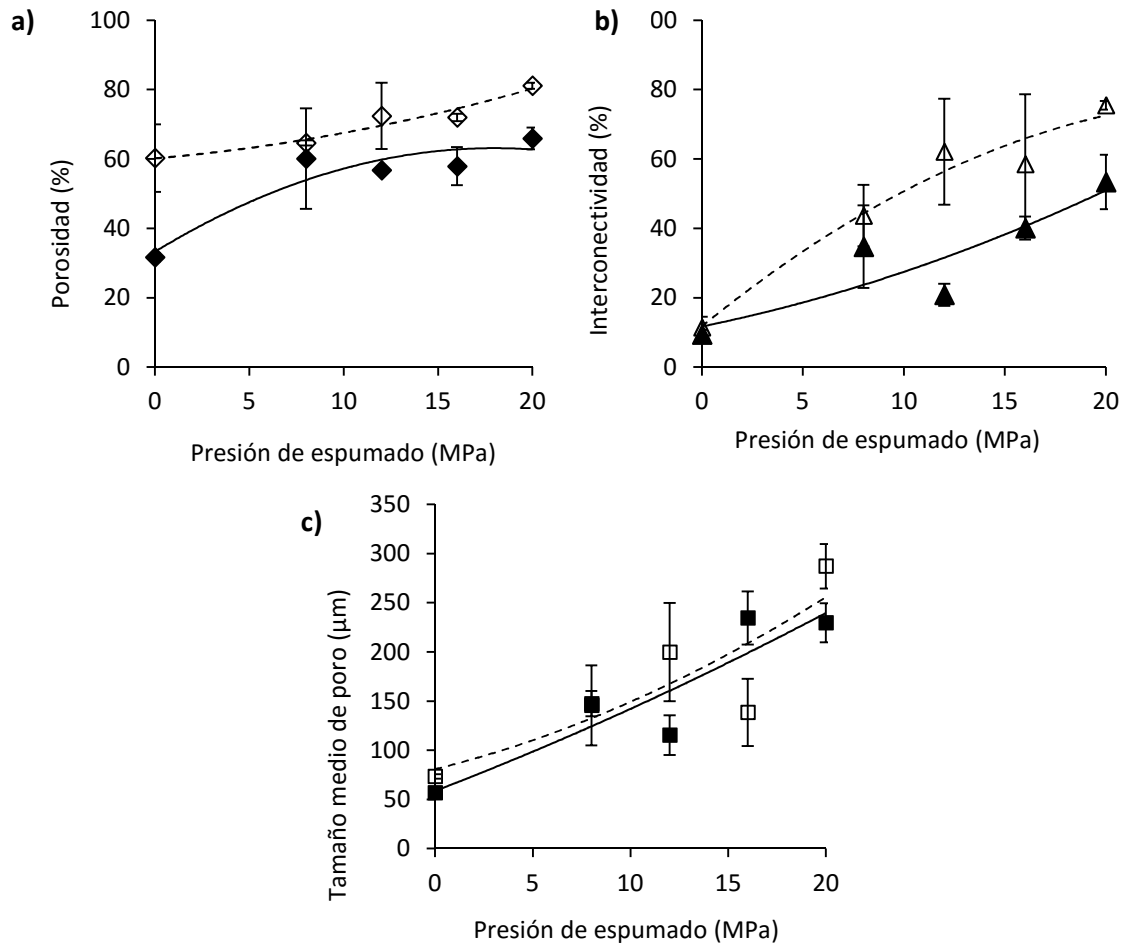 a)
100
80
60
40
20
0
Porosidad (%)
0 5 10 15 20
Presión de espumado (MPa)
b)
00
80
60
40
20
0
Interconectividad (%)
0 5 10 15 20
Presión de espumado (MPa)
c)
350
300
250
200
150
100
50
0
Tamaño medio de poro (μm)
0 5 10 15 20
Presión de espumado (MPa)